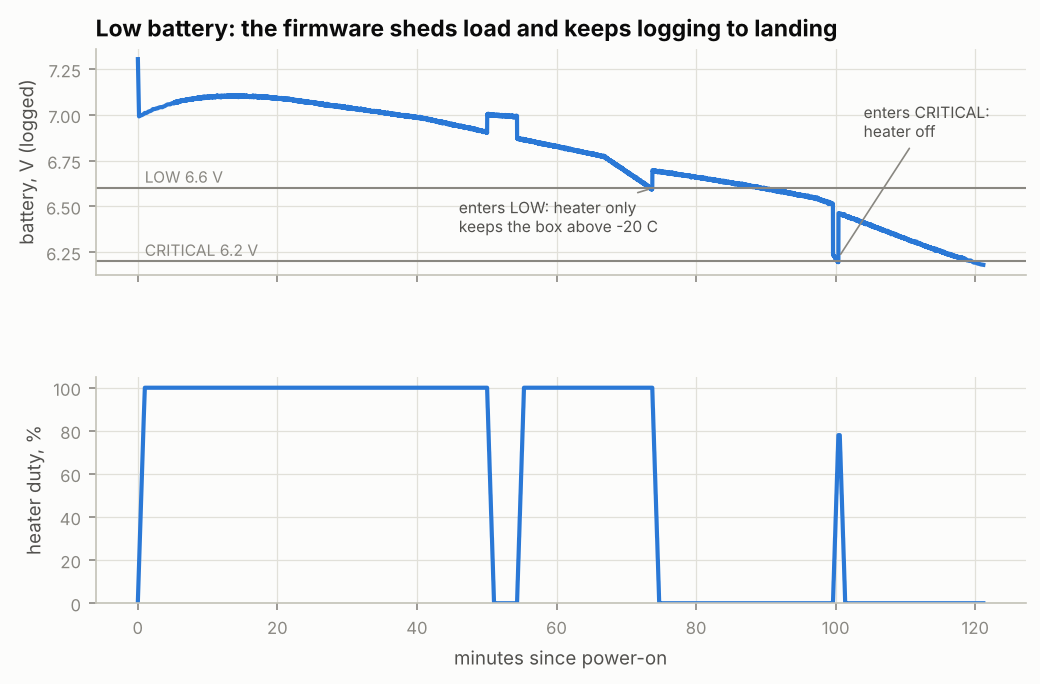 Low battery: the firmware sheds load and keeps logging to landing
battery, V (logged)
7.25
7.00
6.75
6.50
6.25
LOW 6.6 V
CRITICAL 6.2 V
enters LOW: heater only
keeps the box above -20 C
enters CRITICAL:
heater off
heater duty, %
100
80
60
40
20
0
0 20 40 60 80 100 120
minutes since power-on